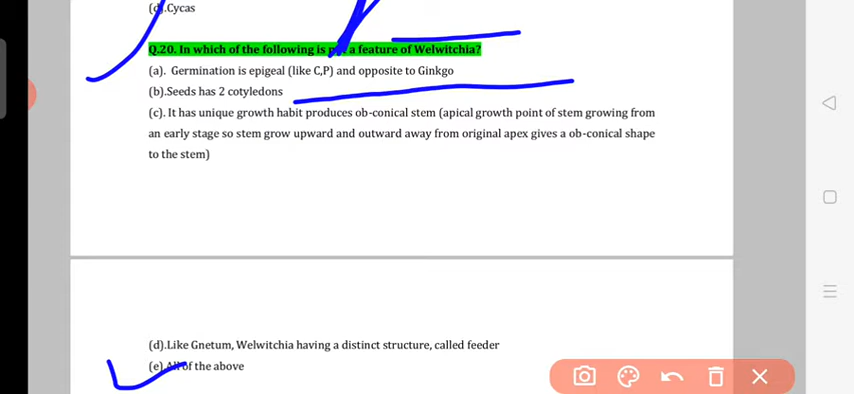 (d).Cycas
Q.20. In which of the following is not a feature of Welwitchia?
(a). Germination is epigeal (like C,P) and opposite to Ginkgo
(b).Seeds has 2 cotyledons
(c). It has unique growth habit produces ob-conical stem (apical growth point of stem growing from
an early stage so stem grow upward and outward away from original apex gives a ob-conical shape
to the stem)
(d).Like Gnetum, Welwitchia having a distinct structure, called feeder
(e).All of the above